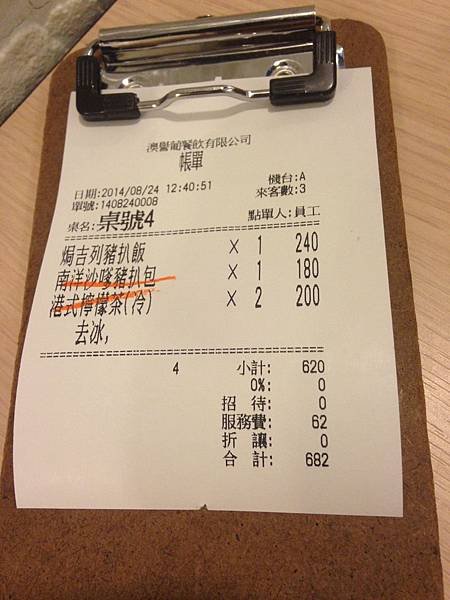 澳譽葡餐飲有限公司
帳單
日期:2014/08/24 12:40:51 機台:A
單號:1408240008 來客數:3
桌名:桌號4 點單人:員工
焗吉列豬扒飯 X 1 240
南洋沙嗲豬扒包 X 1 180
港式檸檬茶(冷) X 2 200
去冰,
4 小計: 620
0%: 0
招 待: 0
服務費: 62
折 讓: 0
合 計: 682